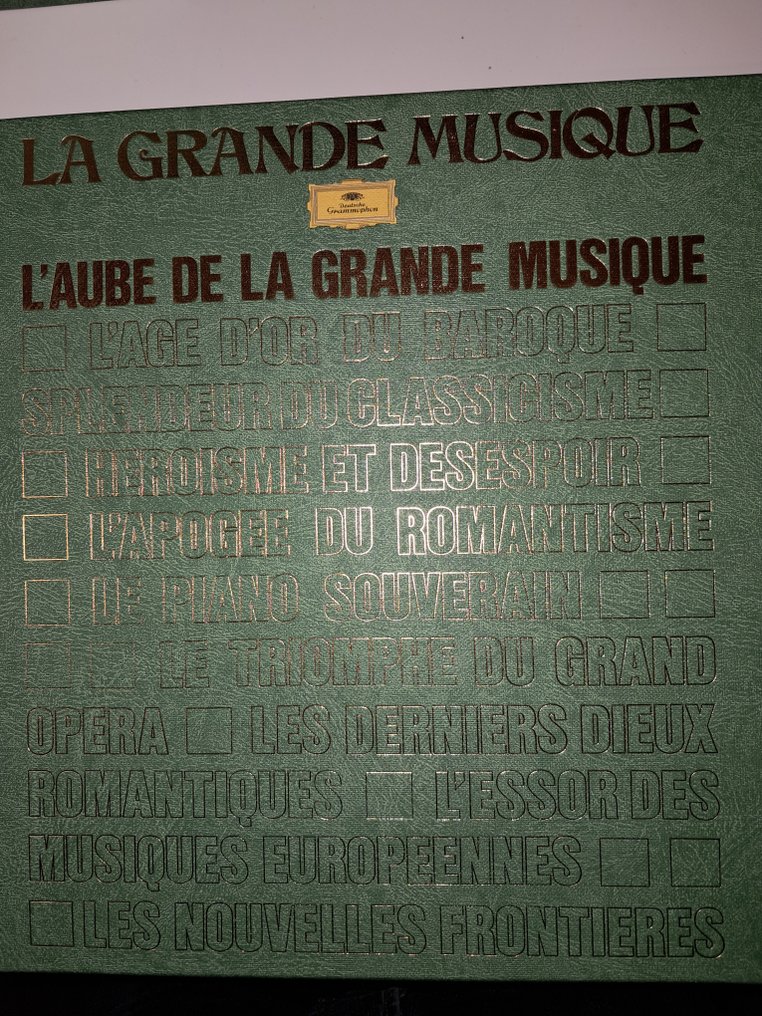 LA GRANDE MUSIQUE
Deutsche
Grammophon
L'AUBE DE LA GRANDE MUSIQUE
L'AGE D'OR DU BAROQUE
SPLENDEUR DU CLASSICISME
HEROISME ET DESESPOIR
L'APOGEE DU ROMANTISME
LE PIANO SOUVERAIN
LE TRIOMPHE DU GRAND
OPERA LES DERNIERS DIEUX
ROMANTIQUES L'ESSOR DES
MUSIQUES EUROPEENNES
LES NOUVELLES FRONTIERES